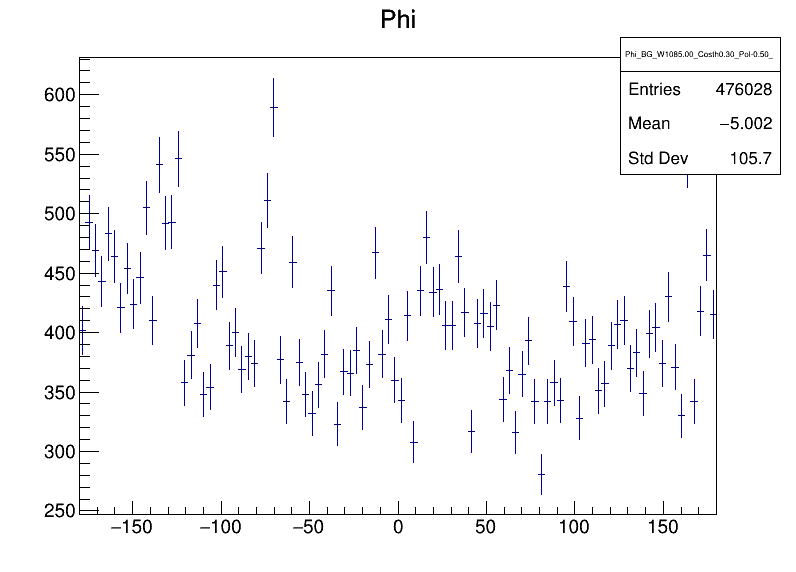 Phi
Phi_BG_W1085.00_Costh0.30_Pol-0.50_
Entries 476028
Mean −5.002
Std Dev 105.7
600
550
500
450
400
350
300
250
−150 −100 −50 0 50 100 150